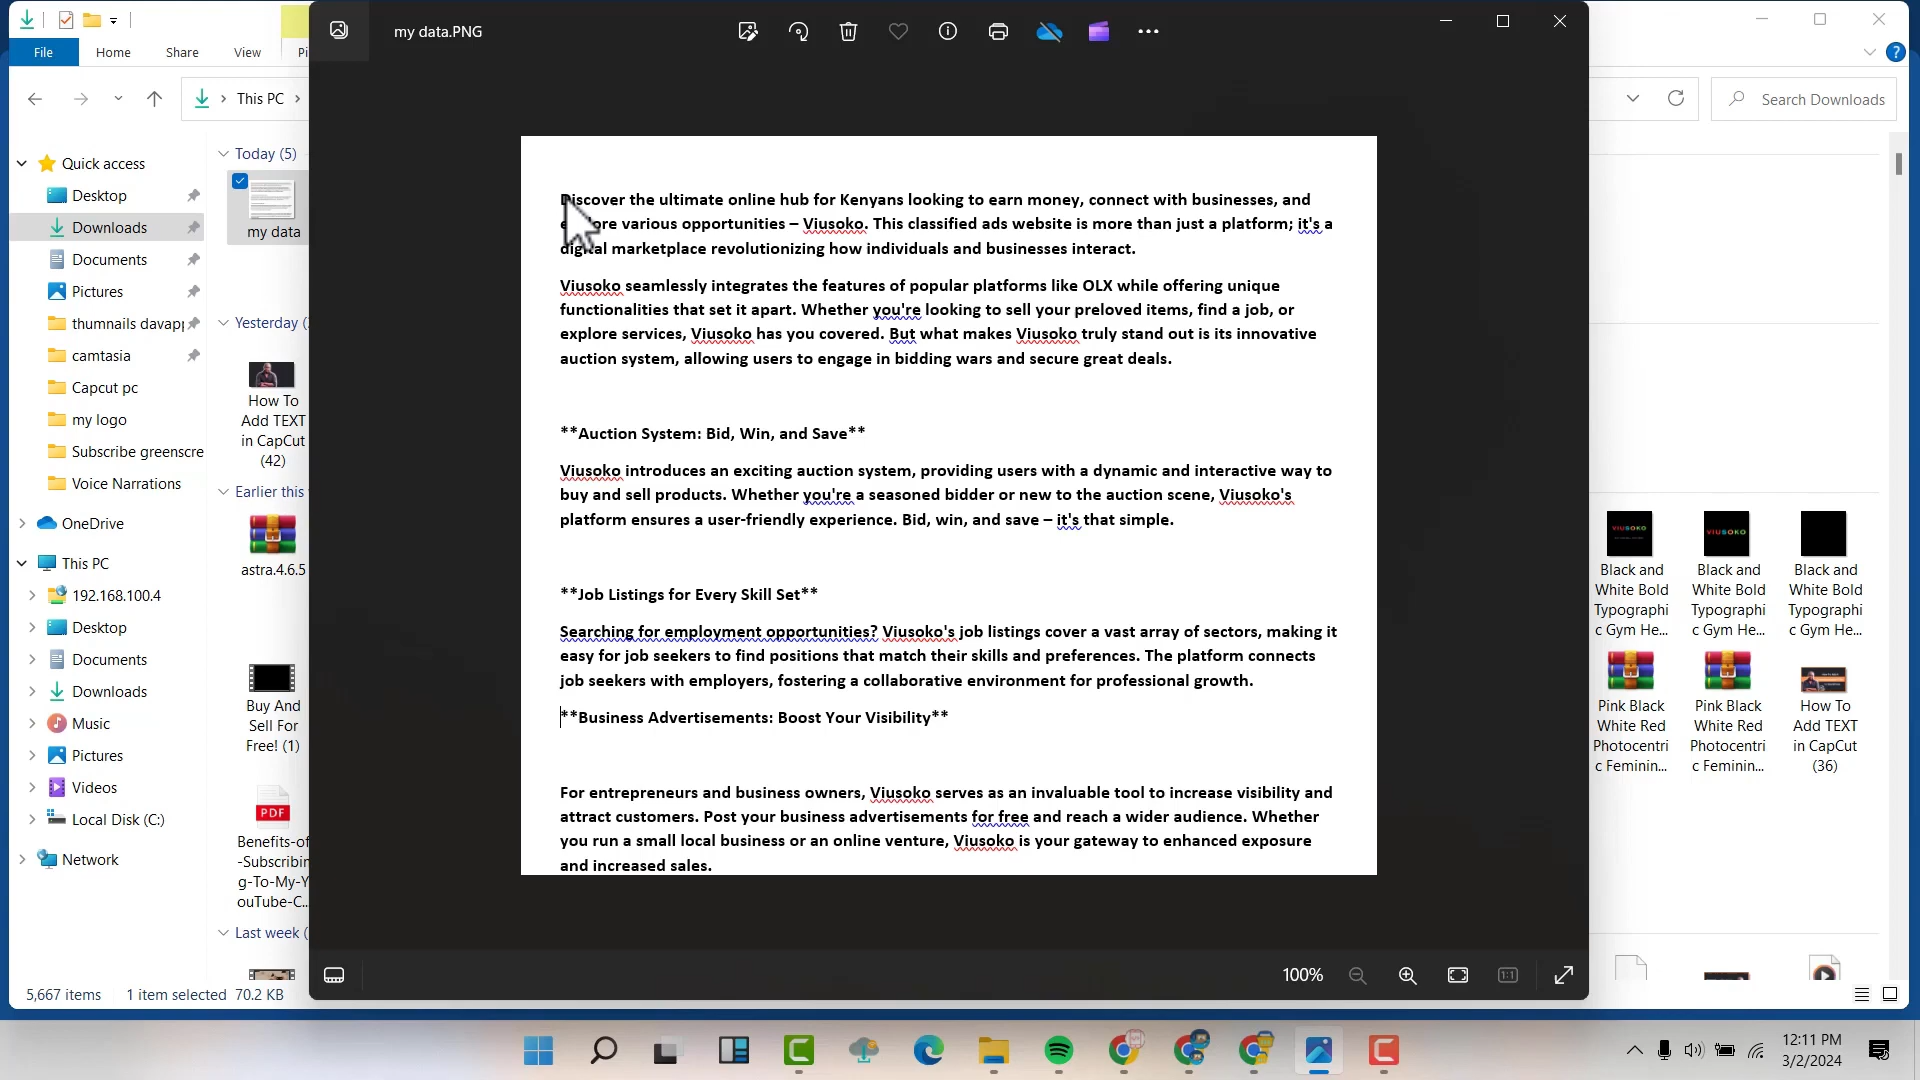 my data.PNG
File
Home
Share
View
This PC
Search Downloads
Quick access
Desktop
Downloads
Documents
Pictures
thumnails davap
camtasia
Capcut pc
my logo
Subscribe greenscre
Voice Narrations
OneDrive
This PC
192.168.100.4
Desktop
Documents
Downloads
Music
Pictures
Videos
Local Disk (C:)
Network
Today (5)
my data
Yesterday (
How To
Add TEXT
in CapCut
(42)
Earlier this
astra.4.6.5
Buy And
Sell For
Free! (1)
PDF
Benefits-of
-Subscribin
g-To-My-Y
ouTube-C...
Last week (
Discover the ultimate online hub for Kenyans looking to earn money, connect with businesses, and
explore various opportunities – Viusoko. This classified ads website is more than just a platform; it's a
digital marketplace revolutionizing how individuals and businesses interact.
Viusoko seamlessly integrates the features of popular platforms like OLX while offering unique
functionalities that set it apart. Whether you're looking to sell your preloved items, find a job, or
explore services, Viusoko has you covered. But what makes Viusoko truly stand out is its innovative
auction system, allowing users to engage in bidding wars and secure great deals.
**Auction System: Bid, Win, and Save**
Viusoko introduces an exciting auction system, providing users with a dynamic and interactive way to
buy and sell products. Whether you're a seasoned bidder or new to the auction scene, Viusoko's
platform ensures a user-friendly experience. Bid, win, and save – it's that simple.
**Job Listings for Every Skill Set**
Searching for employment opportunities? Viusoko's job listings cover a vast array of sectors, making it
easy for job seekers to find positions that match their skills and preferences. The platform connects
job seekers with employers, fostering a collaborative environment for professional growth.
**Business Advertisements: Boost Your Visibility**
For entrepreneurs and business owners, Viusoko serves as an invaluable tool to increase visibility and
attract customers. Post your business advertisements for free and reach a wider audience. Whether
you run a small local business or an online venture, Viusoko is your gateway to enhanced exposure
and increased sales.
VIUSOKO
VIUSOKO
Black and
White Bold
Typographi
c Gym He...
Black and
White Bold
Typographi
c Gym He...
Black and
White Bold
Typographi
c Gym He...
Pink Black
White Red
Photocentri
c Feminin...
Pink Black
White Red
Photocentri
c Feminin...
How To
Add TEXT
in CapCut
(36)
100%
1:1
5,667 items
1 item selected 70.2 KB
12:11 PM
3/2/2024